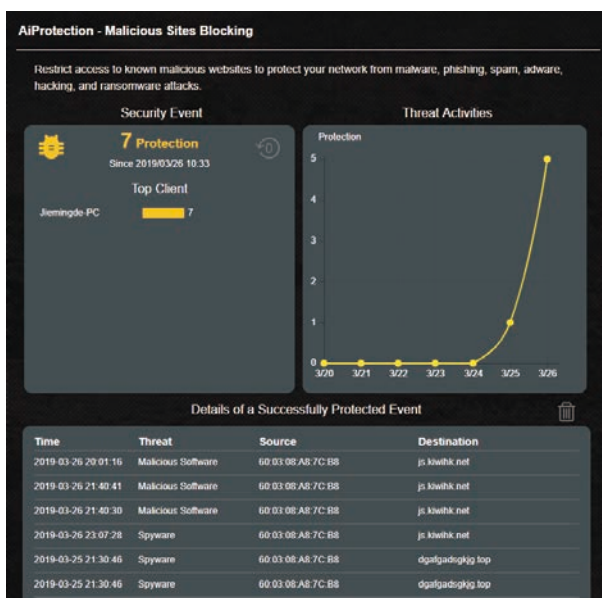 AiProtection - Malicious Sites Blocking
Restrict access to known malicious websites to protect your network from malware, phishing, spam, adware,
hacking, and ransomware attacks.
Security Event
Threat Activities
7 Protection
Since 2019/03/26 10:33
0
Top Client
Jiemingde-PC 7
Protection
5
4
3
2
1
0
3/20 3/21 3/22 3/23 3/24 3/25 3/26
Details of a Successfully Protected Event
Time Threat Source Destination
2019-03-26 20:01:16 Malicious Software 60:03:08:A8:7C:B8 js.kiwihk.net
2019-03-26 21:40:41 Malicious Software 60:03:08:A8:7C:B8 js.kiwihk.net
2019-03-26 21:40:30 Malicious Software 60:03:08:A8:7C:B8 js.kiwihk.net
2019-03-26 23:07:28 Spyware 60:03:08:A8:7C:B8 js.kiwihk.net
2019-03-25 21:30:46 Spyware 60:03:08:A8:7C:B8 dgafgadsgkjg.top
2019-03-25 21:30:46 Spyware 60:03:08:A8:7C:B8 dgafgadsgkjg.top